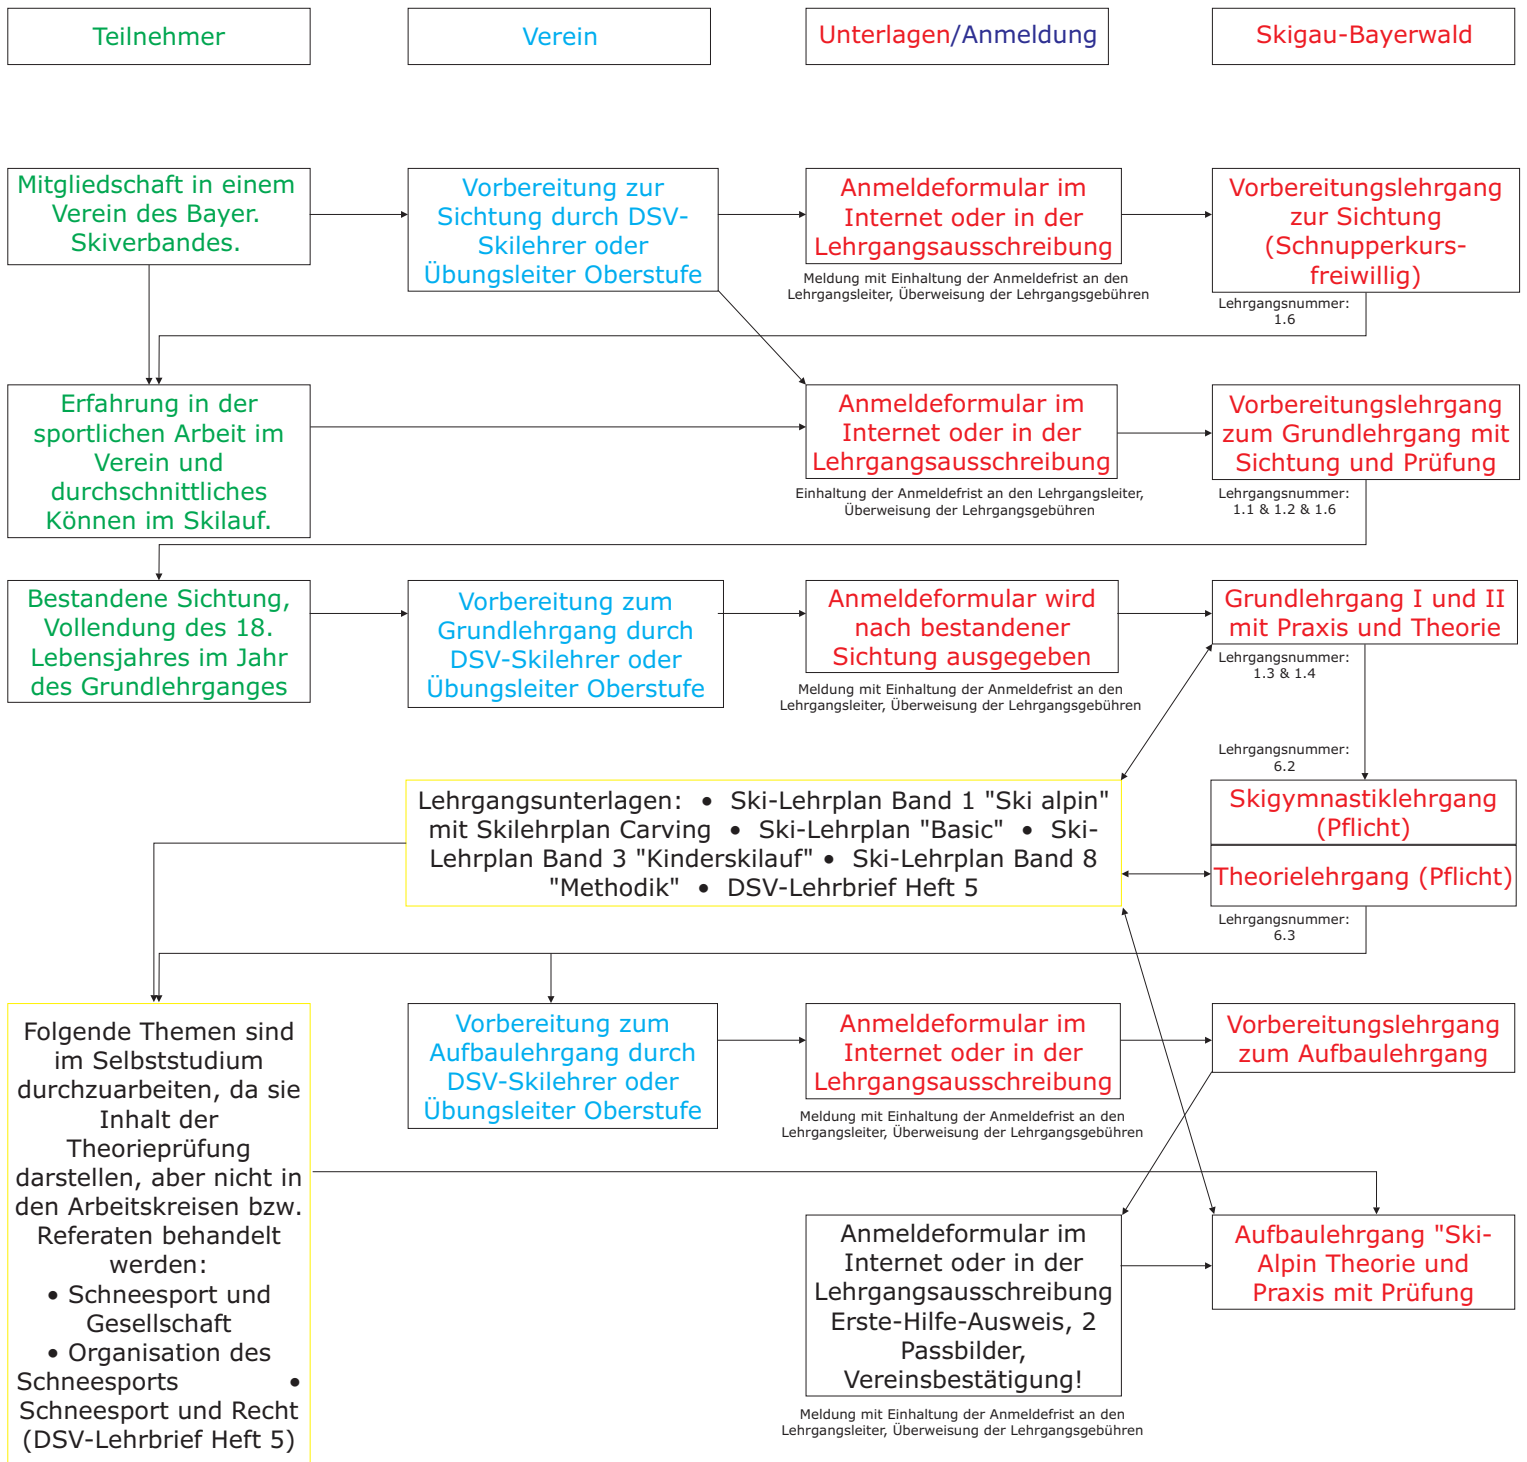 Teilnehmer
Verein
Unterlagen/Anmeldung
Skigau-Bayerwald
Mitgliedschaft in einem
Verein des Bayer.
Skiverbandes.
Vorbereitung zur
Sichtung durch DSV-
Skilehrer oder
Übungsleiter Oberstufe
Anmeldeformular im
Internet oder in der
Lehrgangsausschreibung
Meldung mit Einhaltung der Anmeldefrist an den
Lehrgangsleiter, Überweisung der Lehrgangsgebühren
Vorbereitungslehrgang
zur Sichtung
(Schnupperkurs-
freiwillig)
Lehrgangsnummer:
1.6
Erfahrung in der
sportlichen Arbeit im
Verein und
durchschnittliches
Können im Skilauf.
Anmeldeformular im
Internet oder in der
Lehrgangsausschreibung
Einhaltung der Anmeldefrist an den Lehrgangsleiter,
Überweisung der Lehrgangsgebühren
Vorbereitungslehrgang
zum Grundlehrgang mit
Sichtung und Prüfung
Lehrgangsnummer:
1.1 & 1.2 & 1.6
Bestandene Sichtung,
Vollendung des 18.
Lebensjahres im Jahr
des Grundlehrganges
Vorbereitung zum
Grundlehrgang durch
DSV-Skilehrer oder
Übungsleiter Oberstufe
Anmeldeformular wird
nach bestandener
Sichtung ausgegeben
Meldung mit Einhaltung der Anmeldefrist an den
Lehrgangsleiter, Überweisung der Lehrgangsgebühren
Grundlehrgang I und II
mit Praxis und Theorie
Lehrgangsnummer:
1.3 & 1.4
Lehrgangsnummer:
6.2
Lehrgangsunterlagen: • Ski-Lehrplan Band 1 "Ski alpin"
mit Skilehrplan Carving • Ski-Lehrplan "Basic" • Ski-
Lehrplan Band 3 "Kinderskilauf" • Ski-Lehrplan Band 8
"Methodik" • DSV-Lehrbrief Heft 5
Skigymnastiklehrgang
(Pflicht)
Theorielehrgang (Pflicht)
Lehrgangsnummer:
6.3
Folgende Themen sind
im Selbststudium
durchzuarbeiten, da sie
Inhalt der
Theorieprüfung
darstellen, aber nicht in
den Arbeitskreisen bzw.
Referaten behandelt
werden:
• Schneesport und
Gesellschaft
• Organisation des
Schneesports •
Schneesport und Recht
(DSV-Lehrbrief Heft 5)
Vorbereitung zum
Aufbaulehrgang durch
DSV-Skilehrer oder
Übungsleiter Oberstufe
Anmeldeformular im
Internet oder in der
Lehrgangsausschreibung
Meldung mit Einhaltung der Anmeldefrist an den
Lehrgangsleiter, Überweisung der Lehrgangsgebühren
Vorbereitungslehrgang
zum Aufbaulehrgang
Anmeldeformular im
Internet oder in der
Lehrgangsausschreibung
Erste-Hilfe-Ausweis, 2
Passbilder,
Vereinsbestätigung!
Meldung mit Einhaltung der Anmeldefrist an den
Lehrgangsleiter, Überweisung der Lehrgangsgebühren
Aufbaulehrgang "Ski-
Alpin Theorie und
Praxis mit Prüfung